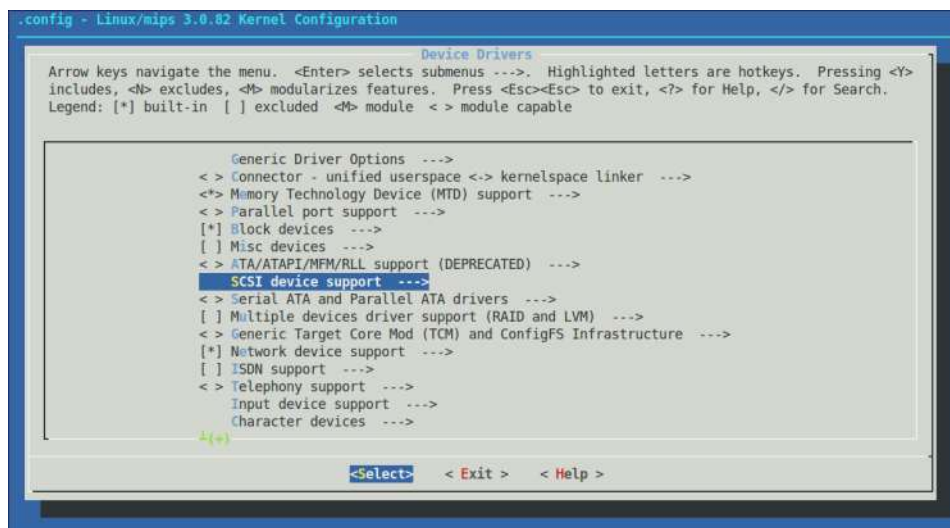 .config - Linux/mips 3.0.82 Kernel Configuration
Device Drivers
Arrow keys navigate the menu.  <Enter> selects submenus --->.  Highlighted letters are hotkeys.  Pressing <Y>
includes, <N> excludes, <M> modularizes features.  Press <Esc><Esc> to exit, <?> for Help, </> for Search.
Legend: [*] built-in  [ ] excluded  <M> module  < > module capable
Generic Driver Options  --->
< > Connector - unified userspace <-> kernelspace linker  --->
<*> Memory Technology Device (MTD) support  --->
< > Parallel port support  --->
[*] Block devices  --->
[ ] Misc devices  --->
< > ATA/ATAPI/MFM/RLL support (DEPRECATED)  --->
SCSI device support  --->
< > Serial ATA and Parallel ATA drivers  --->
[ ] Multiple devices driver support (RAID and LVM)  --->
< > Generic Target Core Mod (TCM) and ConfigFS Infrastructure  --->
[*] Network device support  --->
[ ] ISDN support  --->
< > Telephony support  --->
Input device support  --->
Character devices  --->
┴(+)
<Select>    < Exit >    < Help >